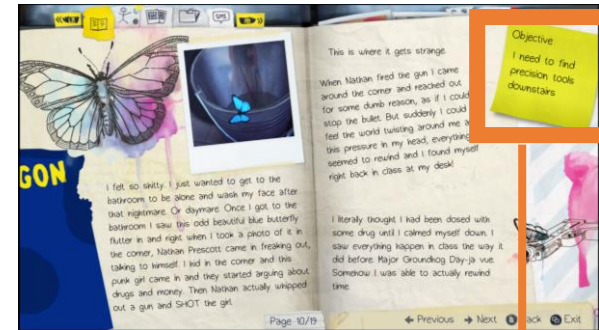 SMS
GON
I felt so shitty. I just wanted to get to the
bathroom to be alone and wash my face after
that nightmare. Or daymare. Once I got to the
bathroom I saw this odd beautiful blue butterfly
flutter in and right when I took a photo of it in
the corner, Nathan Prescott came in freaking out,
talking to himself. I hid in the corner and this
punk girl came in and they started arguing about
drugs and money. Then Nathan actually whipped
out a gun and SHOT the girl.
Page 10/19
This is where it gets strange.
When Nathan fired the gun I came
around the corner and reached out
for some dumb reason, as if I could
stop the bullet. But suddenly I could
feel the world twisting around me a
this pressure in my head, everything
seemed to rewind and I found myself
right back in class at my desk!
I literally thought I had been dosed with
some drug until I calmed myself down. I
saw everything happen in class the way it
did before. Major Groundhog Day-ja vue.
Somehow I was able to actually rewind
time.
Objective
I need to find
precision tools
downstairs
Previous Next ack Exit